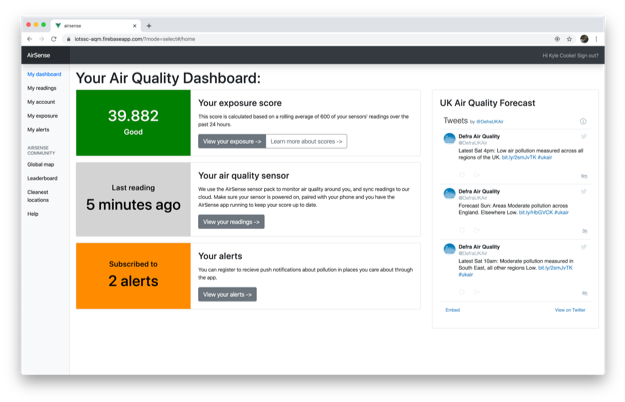 airsense
lotssc-aqm.firebaseapp.com/?mode=select#/home
AirSense
Hi Kyle Cooke! Sign out?
My dashboard
My readings
My account
My exposure
My alerts
AIRSENSE
COMMUNITY
Global map
Leaderboard
Cleanest
locations
Help
Your Air Quality Dashboard:
39.882
Good
Your exposure score
This score is calculated based on a rolling average of 600 of your sensors' readings over the
past 24 hours.
View your exposure ->
Learn more about scores ->
Last reading
5 minutes ago
Your air quality sensor
We use the AirSense sensor pack to monitor air quality around you, and sync readings to our
cloud. Make sure your sensor is powered on, paired with your phone and you have the
AirSense app running to keep your score up to date.
View your readings ->
Subscribed to
2 alerts
Your alerts
You can register to recieve push notifications about pollution in places you care about through
the app.
View your alerts ->
UK Air Quality Forecast
Tweets by @DefraUKAir
Defra Air Quality
@DefraUKAir
Latest Sat 4pm: Low air pollution measured across all
regions of the UK. bit.ly/2smJvTK #ukair
Defra Air Quality
@DefraUKAir
Forecast Sun: Areas Moderate pollution across
England. Elsewhere Low. bit.ly/HbGVCK #ukair
Defra Air Quality
@DefraUKAir
Latest Sat 10am: Moderate pollution measured in
South East, all other regions Low. bit.ly/2smJvTK
#ukair
Embed
View on Twitter